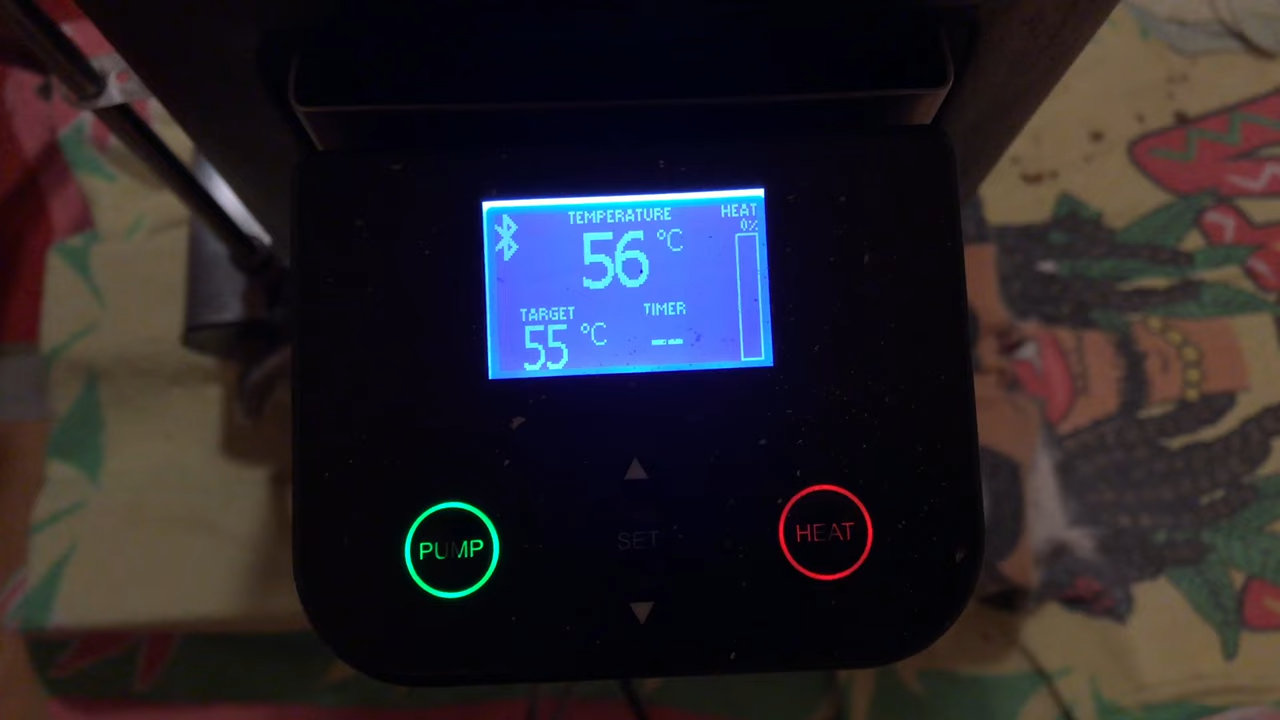 TEMPERATURE
HEAT
0%
56 °C
TARGET
TIMER
55 °C
--:--
PUMP
SET
HEAT